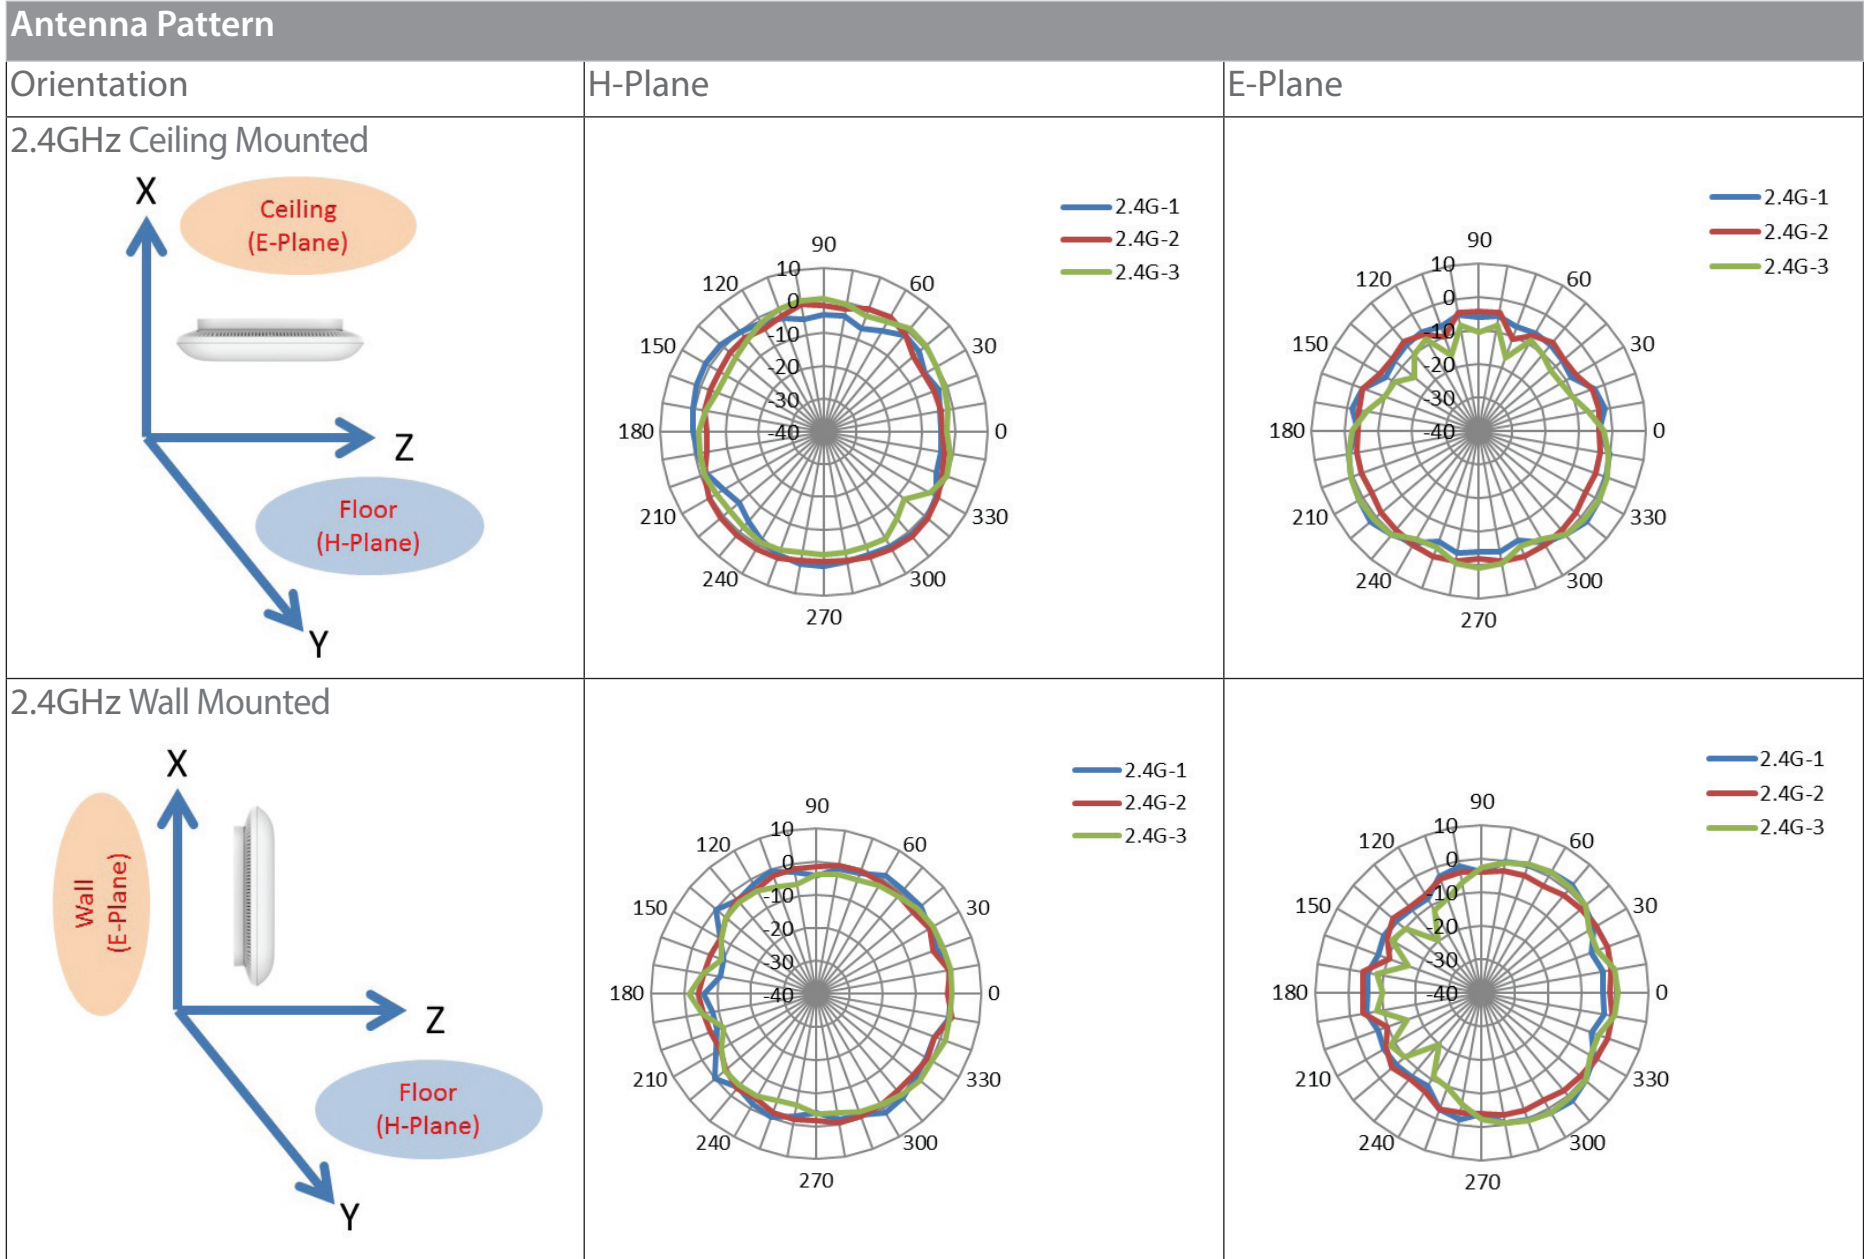 Antenna Pattern
Orientation
H-Plane
E-Plane
2.4GHz Ceiling Mounted
X
Ceiling
(E-Plane)
Z
Floor
(H-Plane)
Y
2.4G-1
2.4G-2
2.4G-3
90
10
120
60
0
-10
150
30
-20
-30
180
-40
0
210
330
240
300
270
2.4G-1
2.4G-2
2.4G-3
90
10
120
60
0
-10
150
30
-20
-30
180
-40
0
210
330
240
300
270
2.4GHz Wall Mounted
X
Wall
(E-Plane)
Z
Floor
(H-Plane)
Y
2.4G-1
2.4G-2
2.4G-3
90
10
120
60
0
-10
150
30
-20
-30
180
-40
0
210
330
240
300
270
2.4G-1
2.4G-2
2.4G-3
90
10
120
60
0
-10
150
30
-20
-30
180
-40
0
210
330
240
300
270